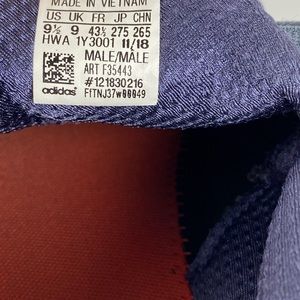 MADE IN VIETNAM
US UK FR JP CHN
9½ 9 43⅓ 275 265
HWA 1Y3001 11/18
MALE/MÂLE
ART F35443
#121830216
adidas